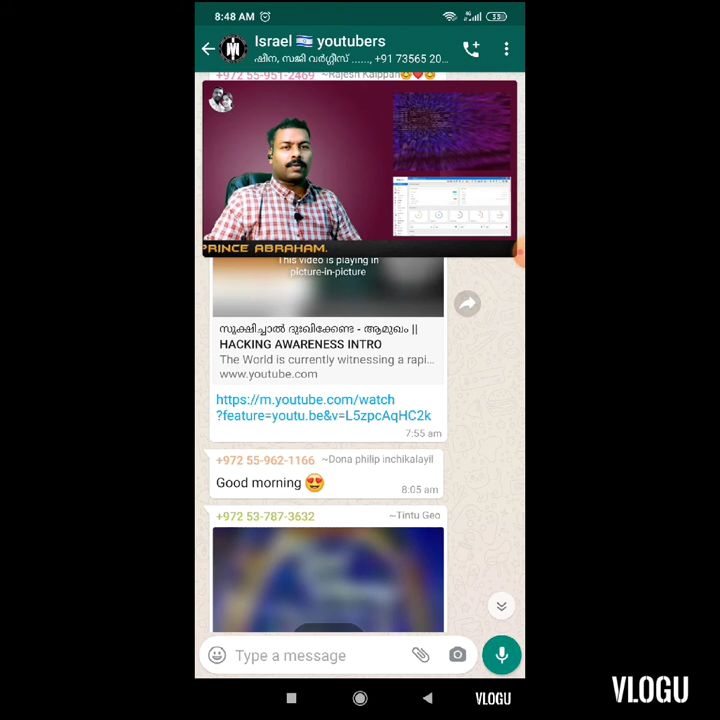 8:48 AM
33
Israel 🇮🇱 youtubers
ഷീന, സജി വർഗ്ഗീസ് ......, +91 73565 20...
+972 55-951-2469 ~Rajesh Kaippan😊❤️😊
PRINCE ABRAHAM.
This video is playing in
picture-in-picture
സൂക്ഷിച്ചാൽ ദുഃഖിക്കേണ്ട - ആമുഖം ||
HACKING AWARENESS INTRO
The World is currently witnessing a rapi...
www.youtube.com
https://m.youtube.com/watch
?feature=youtu.be&v=L5zpcAqHC2k
7:55 am
+972 55-962-1166 ~Dona philip inchikalayil
Good morning 😍
8:05 am
+972 53-787-3632 ~Tintu Geo
Type a message
VLOGU
VLOGU